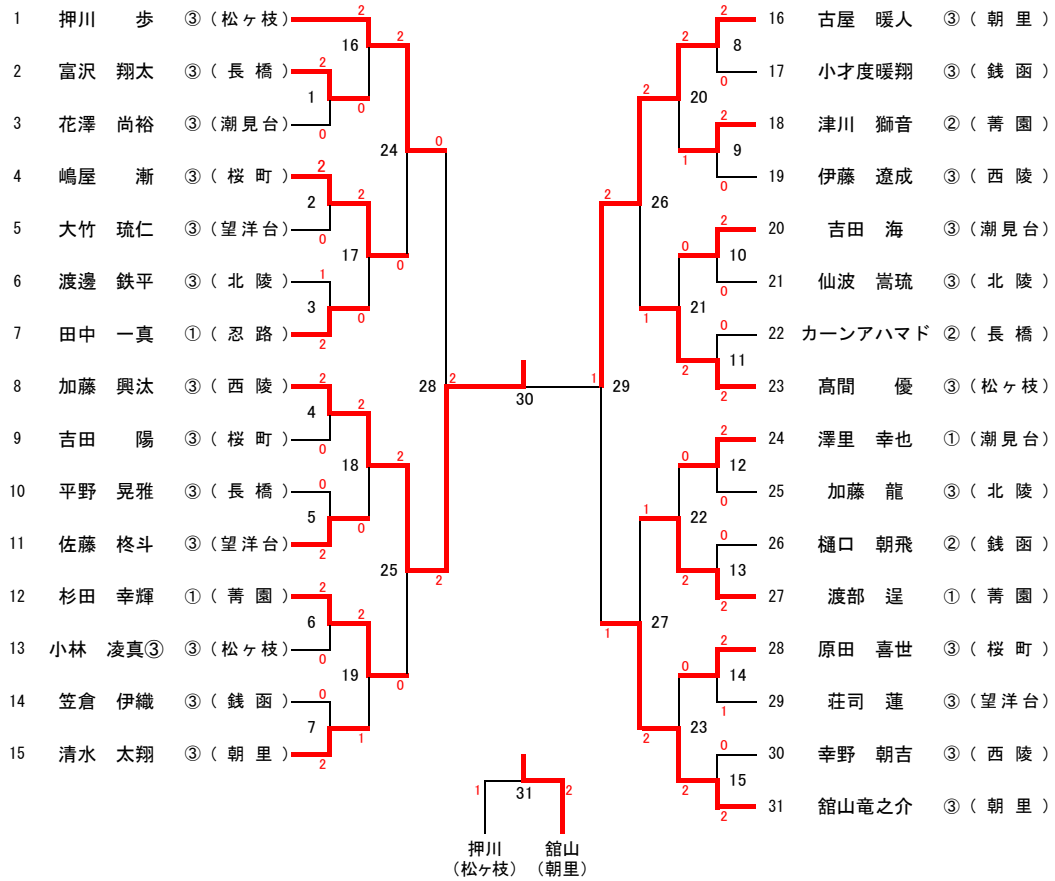 1 押川 歩 ③(松ヶ枝) 2 2 2 古屋 暖人 ③(朝里) 16
16 2 2 8
2 富沢 翔太 ③(長橋) 2 0 小才度暖翔 ③(銭函) 17
1 0 2 2 20
3 花澤 尚裕 ③(潮見台) 0 2 津川 獅音 ②(菁園) 18
24 0 1 9
4 嶋屋 漸 ③(桜町) 2 0 伊藤 遼成 ③(西陵) 19
2 2 2 26
5 大竹 琉仁 ③(望洋台) 0 2 吉田 海 ③(潮見台) 20
17 0 0 10
6 渡邊 鉄平 ③(北陵) 1 0 仙波 嵩琉 ③(北陵) 21
3 0 1 21
7 田中 一真 ①(忍路) 2 0 カーンアハマド ②(長橋) 22
2 11
8 加藤 興汰 ③(西陵) 2 28 2 30 1 29 2 髙間 優 ③(松ヶ枝) 23
4 2
9 吉田 陽 ③(桜町) 0 2 澤里 幸也 ①(潮見台) 24
18 2 0 12
10 平野 晃雅 ③(長橋) 0 0 加藤 龍 ③(北陵) 25
5 0 1 22
11 佐藤 柊斗 ③(望洋台) 2 0 樋口 朝飛 ②(銭函) 26
25 2 2 13
12 杉田 幸輝 ①(菁園) 2 2 渡部 逞 ①(菁園) 27
6 2 1 27
13 小林 凌真③ ③(松ヶ枝) 0 2 原田 喜世 ③(桜町) 28
19 0 0 14
14 笠倉 伊織 ③(銭函) 0 1 荘司 蓮 ③(望洋台) 29
7 1 2 23
15 清水 太翔 ③(朝里) 2 0 幸野 朝吉 ③(西陵) 30
1 31 2 2 15
2 舘山竜之介 ③(朝里) 31
押川 舘山
(松ヶ枝) (朝里)